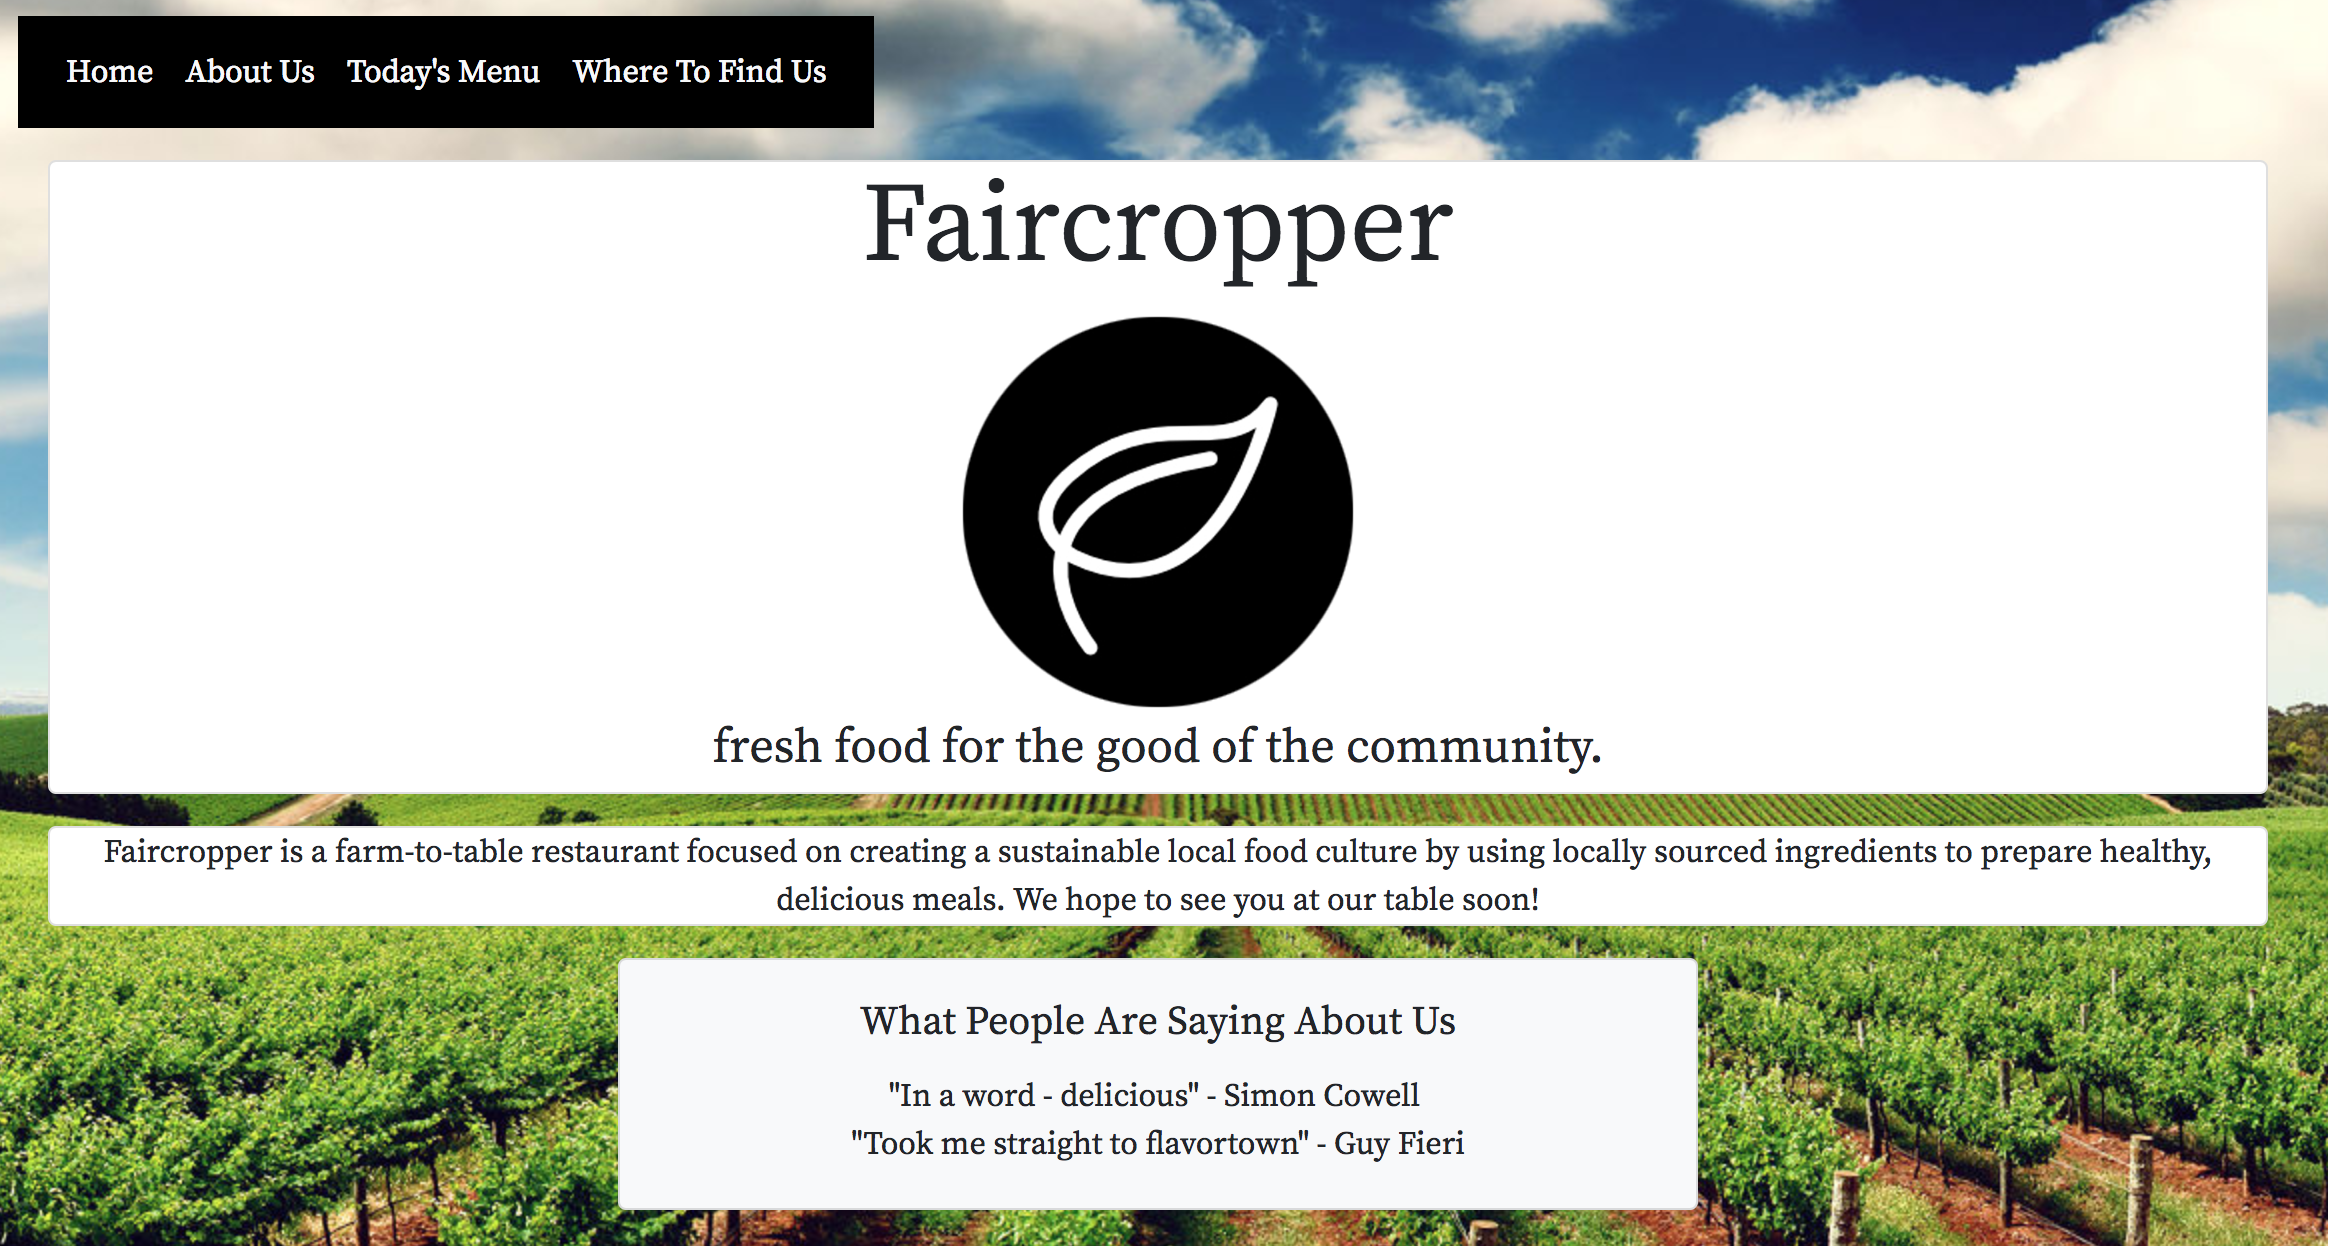 Home About Us Today's Menu Where To Find Us
Faircropper
fresh food for the good of the community.
Faircropper is a farm-to-table restaurant focused on creating a sustainable local food culture by using locally sourced ingredients to prepare healthy,
delicious meals. We hope to see you at our table soon!
What People Are Saying About Us
"In a word - delicious" - Simon Cowell
"Took me straight to flavortown" - Guy Fieri